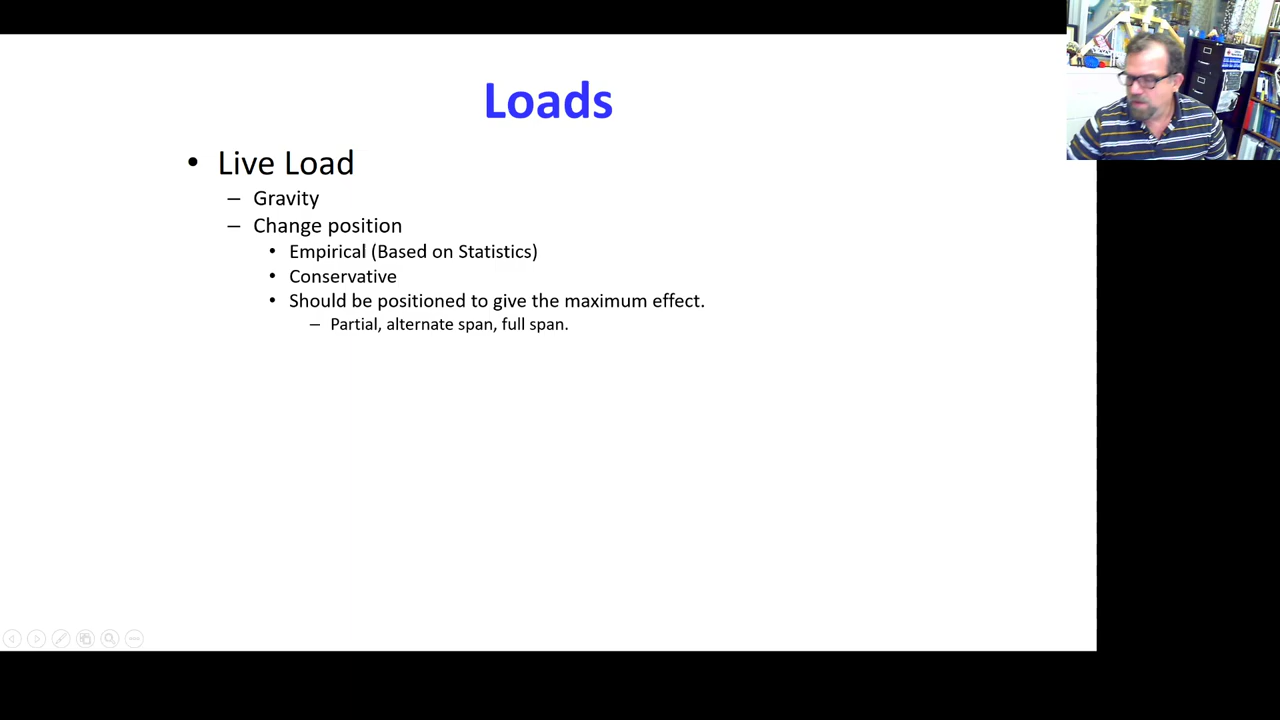 Loads
• Live Load
– Gravity
– Change position
• Empirical (Based on Statistics)
• Conservative
• Should be positioned to give the maximum effect.
– Partial, alternate span, full span.